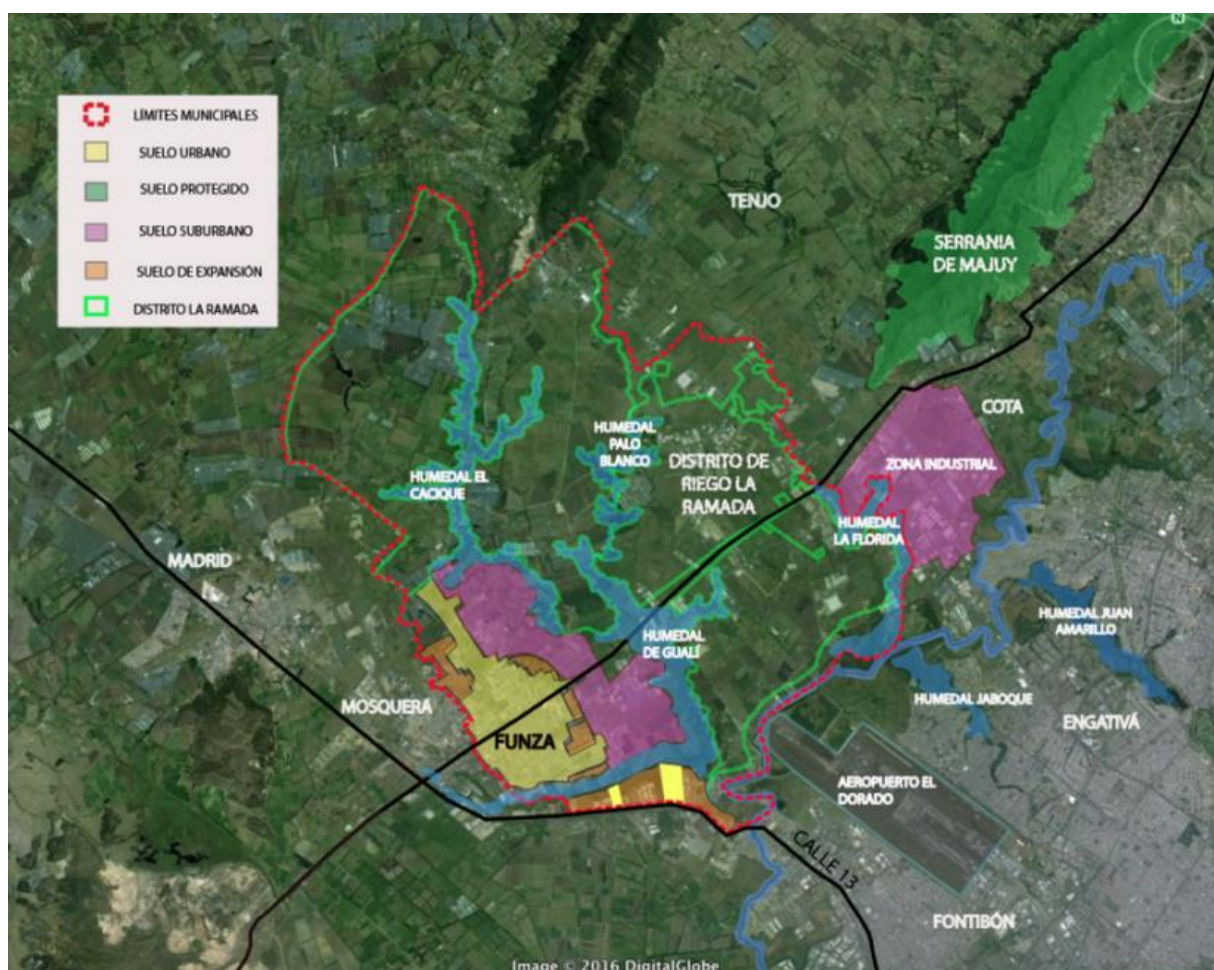 N
LÍMITES MUNICIPALES
SUELO URBANO
SUELO PROTEGIDO
SUELO SUBURBANO
SUELO DE EXPANSIÓN
DISTRITO LA RAMADA
TENJO
SERRANIA
DE MAJUY
COTA
ZONA INDUSTRIAL
HUMEDAL
PALO
BLANCO
HUMEDAL EL
CACIQUE
DISTRITO DE
RIEGO LA
RAMADA
HUMEDAL
LA FLORIDA
MADRID
HUMEDAL JUAN
AMARILLO
HUMEDAL
DE GUALÍ
MOSQUERA
HUMEDAL JABOQUE
ENGATIVÁ
FUNZA
AEROPUERTO EL
DORADO
CALLE 13
FONTIBÓN
Image © 2016 DigitalGlobe